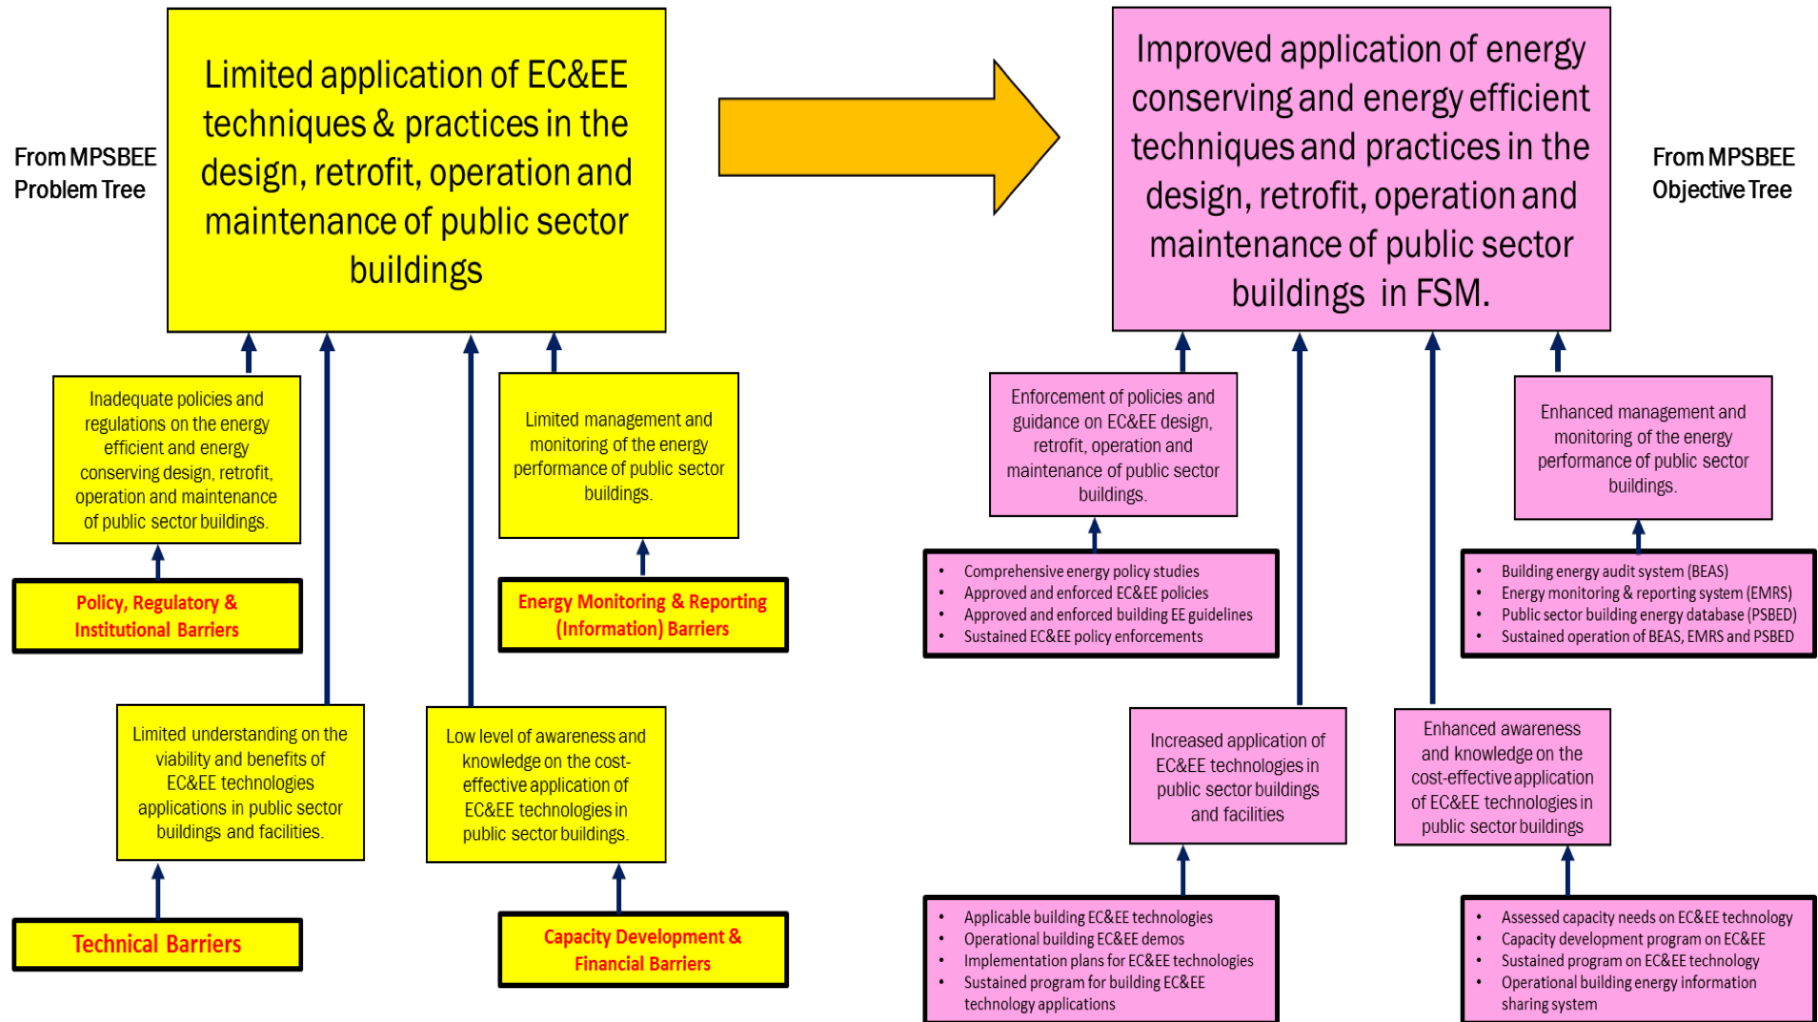 From MPSBEE
Problem Tree
Limited application of EC&EE
techniques & practices in the
design, retrofit, operation and
maintenance of public sector
buildings
Inadequate policies and
regulations on the energy
efficient and energy
conserving design, retrofit,
operation and maintenance
of public sector buildings.
Limited management and
monitoring of the energy
performance of public sector
buildings.
Policy, Regulatory &
Institutional Barriers
Energy Monitoring & Reporting
(Information) Barriers
Limited understanding on the
viability and benefits of
EC&EE technologies
applications in public sector
buildings and facilities.
Low level of awareness and
knowledge on the cost-
effective application of
EC&EE technologies in
public sector buildings.
Technical Barriers
Capacity Development &
Financial Barriers
Improved application of energy
conserving and energy efficient
techniques and practices in the
design, retrofit, operation and
maintenance of public sector
buildings in FSM.
From MPSBEE
Objective Tree
Enforcement of policies and
guidance on EC&EE design,
retrofit, operation and
maintenance of public sector
buildings.
Enhanced management and
monitoring of the energy
performance of public sector
buildings.
• Comprehensive energy policy studies
• Approved and enforced EC&EE policies
• Approved and enforced building EE guidelines
• Sustained EC&EE policy enforcements
• Building energy audit system (BEAS)
• Energy monitoring & reporting system (EMRS)
• Public sector building energy database (PSBED)
• Sustained operation of BEAS, EMRS and PSBED
Increased application of
EC&EE technologies in
public sector buildings
and facilities
Enhanced awareness
and knowledge on the
cost-effective application
of EC&EE technologies in
public sector buildings
• Applicable building EC&EE technologies
• Operational building EC&EE demos
• Implementation plans for EC&EE technologies
• Sustained program for building EC&EE
technology applications
• Assessed capacity needs on EC&EE technology
• Capacity development program on EC&EE
• Sustained program on EC&EE technology
• Operational building energy information
sharing system